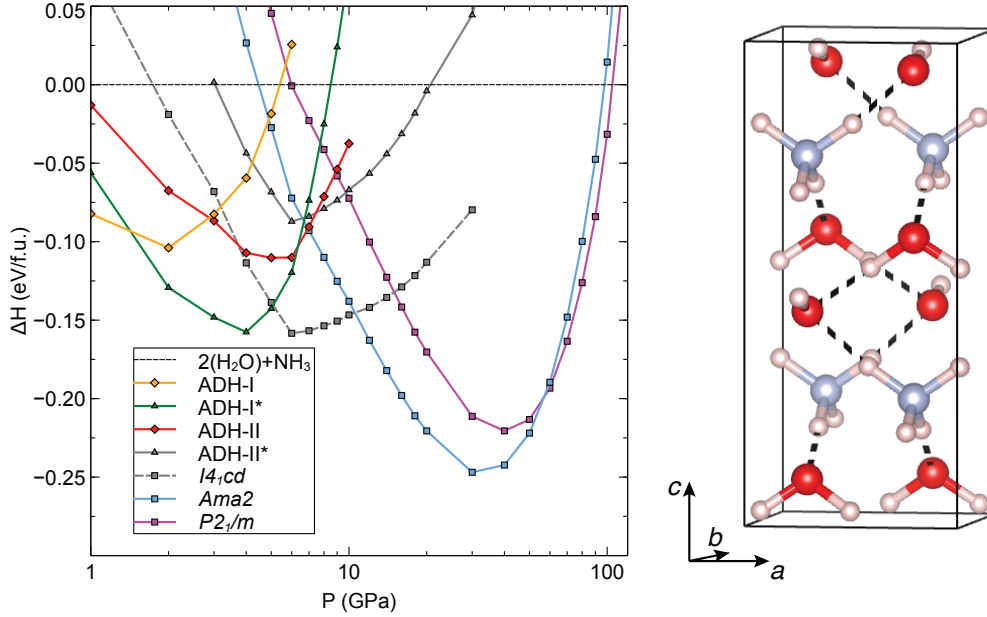 0.05
0.00
−0.05
−0.10
−0.15
−0.20
−0.25
ΔH (eV/f.u.)
2(H₂O)+NH₃
ADH-I
ADH-I*
ADH-II
ADH-II*
I4₁cd
Ama2
P2₁/m
1
10
100
P (GPa)
c
b
a